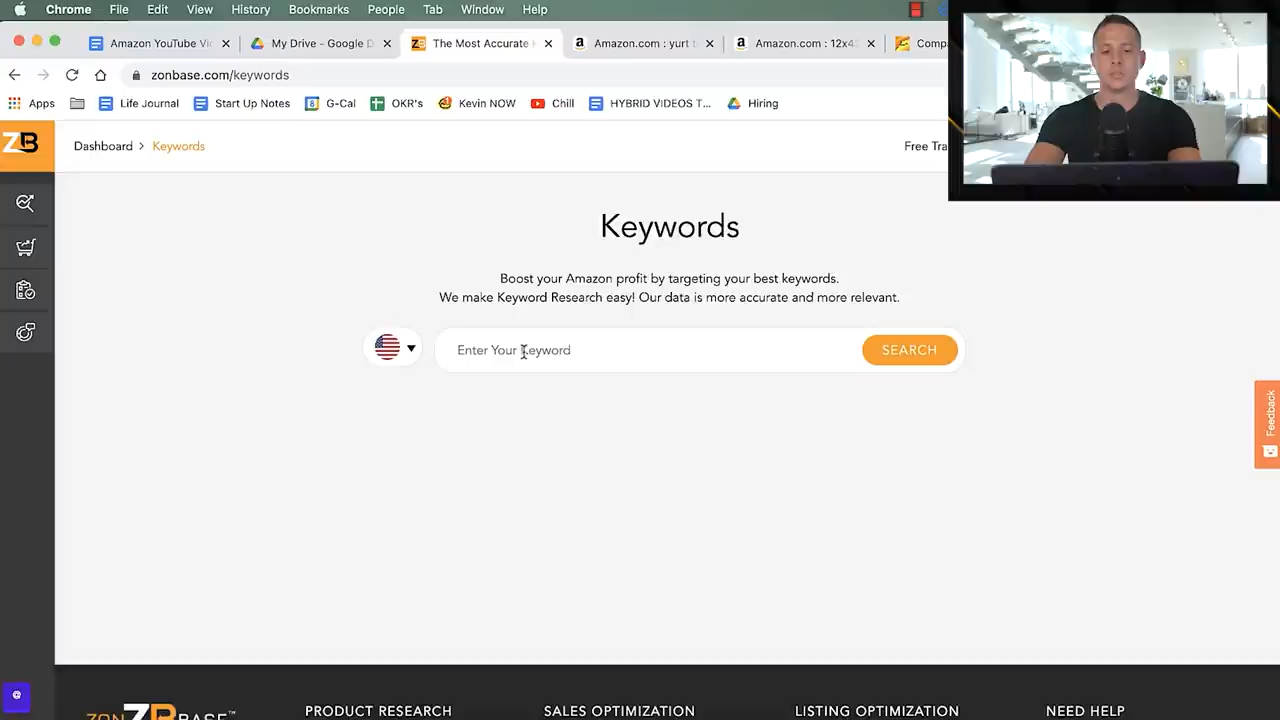 Chrome File Edit View History Bookmarks People Tab Window Help
Amazon YouTube Vi
My Drive - Google D
The Most Accurate
Amazon.com : yurt t
Amazon.com : 12x4
Comp
zonbase.com/keywords
Apps
Life Journal
Start Up Notes
G-Cal
OKR's
Kevin NOW
Chill
HYBRID VIDEOS T...
Hiring
ZB
Dashboard > Keywords
Free Tra
Keywords
Boost your Amazon profit by targeting your best keywords.
We make Keyword Research easy! Our data is more accurate and more relevant.
Enter Your Keyword
SEARCH
Feedback
ZONBASE™
PRODUCT RESEARCH
SALES OPTIMIZATION
LISTING OPTIMIZATION
NEED HELP